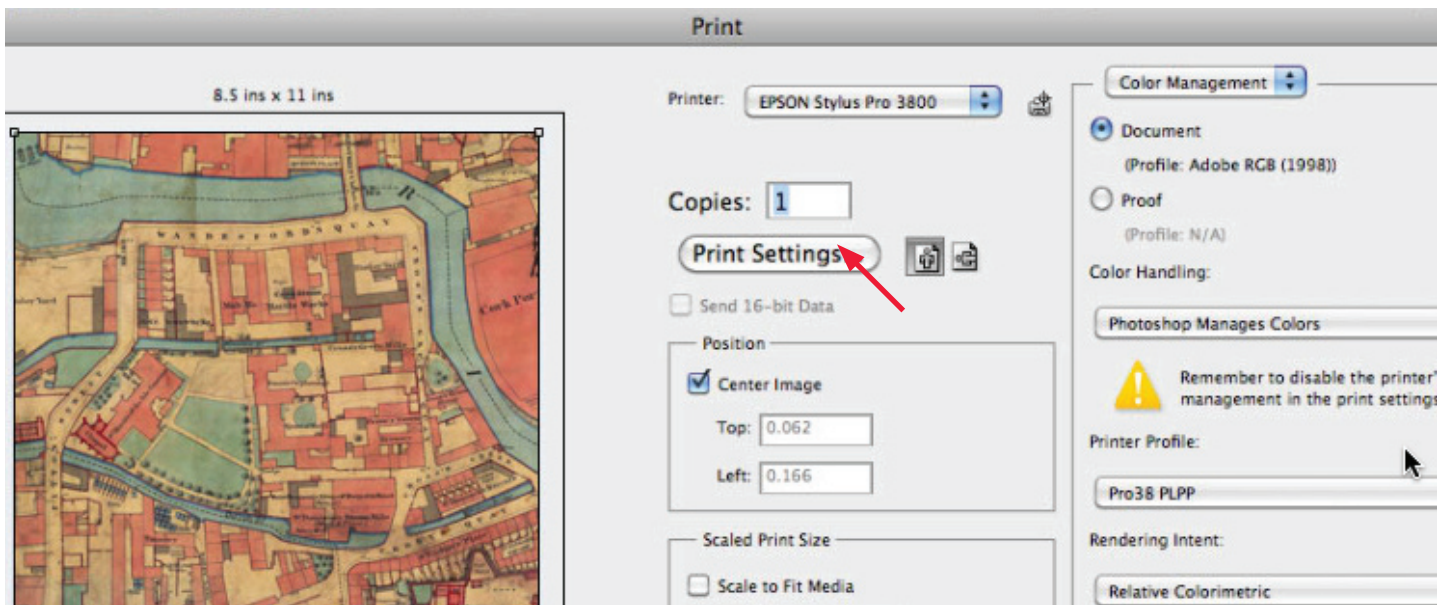 Print
8.5 ins x 11 ins
Printer: EPSON Stylus Pro 3800
Copies: 1
Print Settings
Send 16-bit Data
Position
Center Image
Top: 0.062
Left: 0.166
Scaled Print Size
Scale to Fit Media
Color Management
Document
(Profile: Adobe RGB (1998))
Proof
(Profile: N/A)
Color Handling:
Photoshop Manages Colors
Remember to disable the printer'
management in the print settings
Printer Profile:
Pro38 PLPP
Rendering Intent:
Relative Colorimetric
WANDESFORDS QUAY
R
I